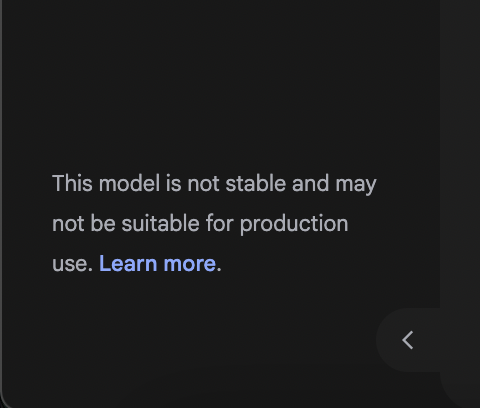 This model is not stable and may
not be suitable for production
use. Learn more.